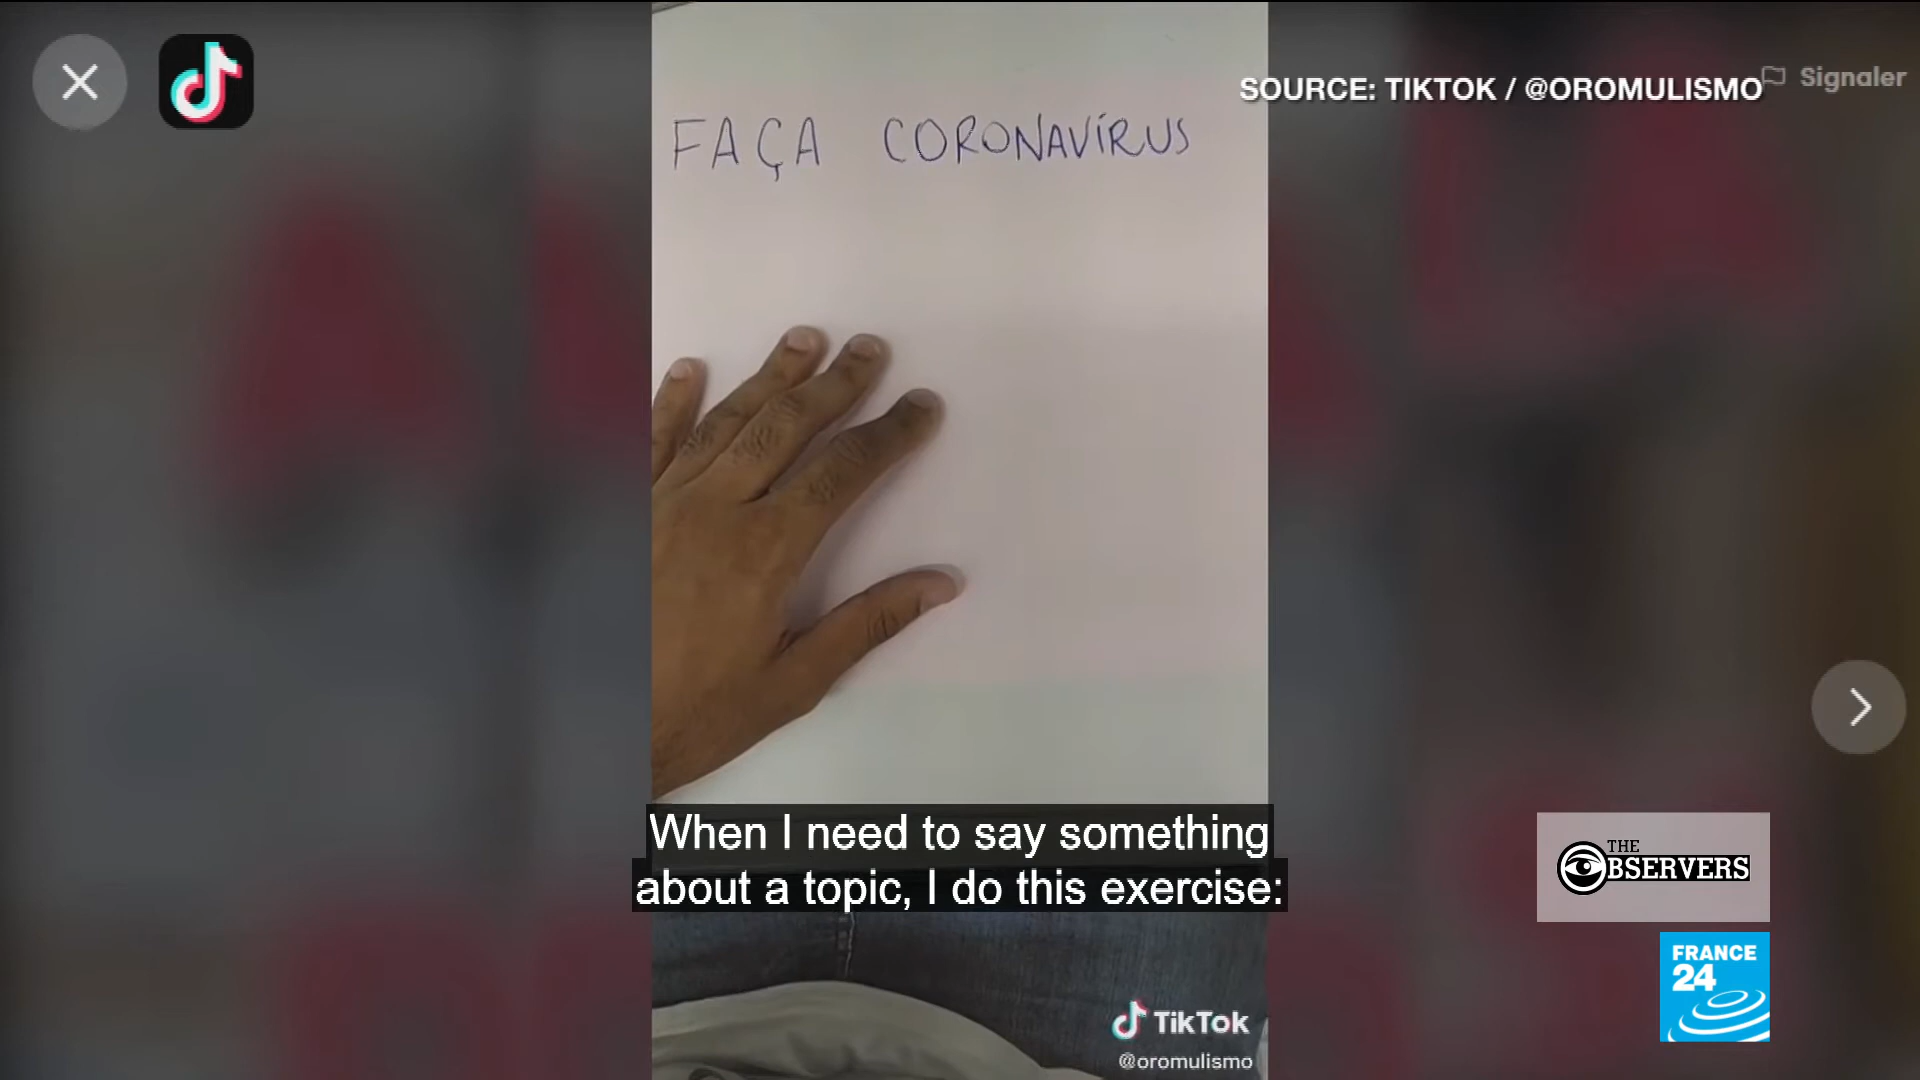 SOURCE: TIKTOK / @OROMULISMO
Signaler
FAÇA CORONAVÍRUS
When I need to say something
about a topic, I do this exercise:
THE
OBSERVERS
FRANCE
24
TikTok
@oromulismo